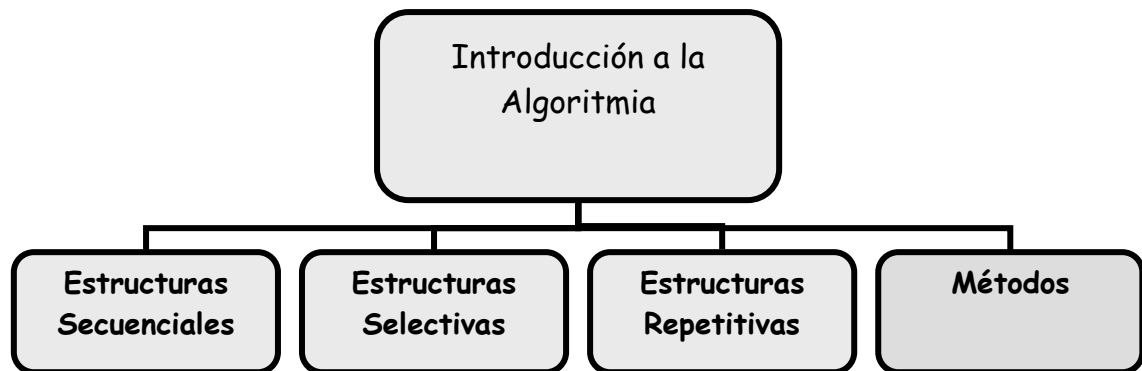 Introducción a la
Algoritmia
Estructuras
Secuenciales
Estructuras
Selectivas
Estructuras
Repetitivas
Métodos